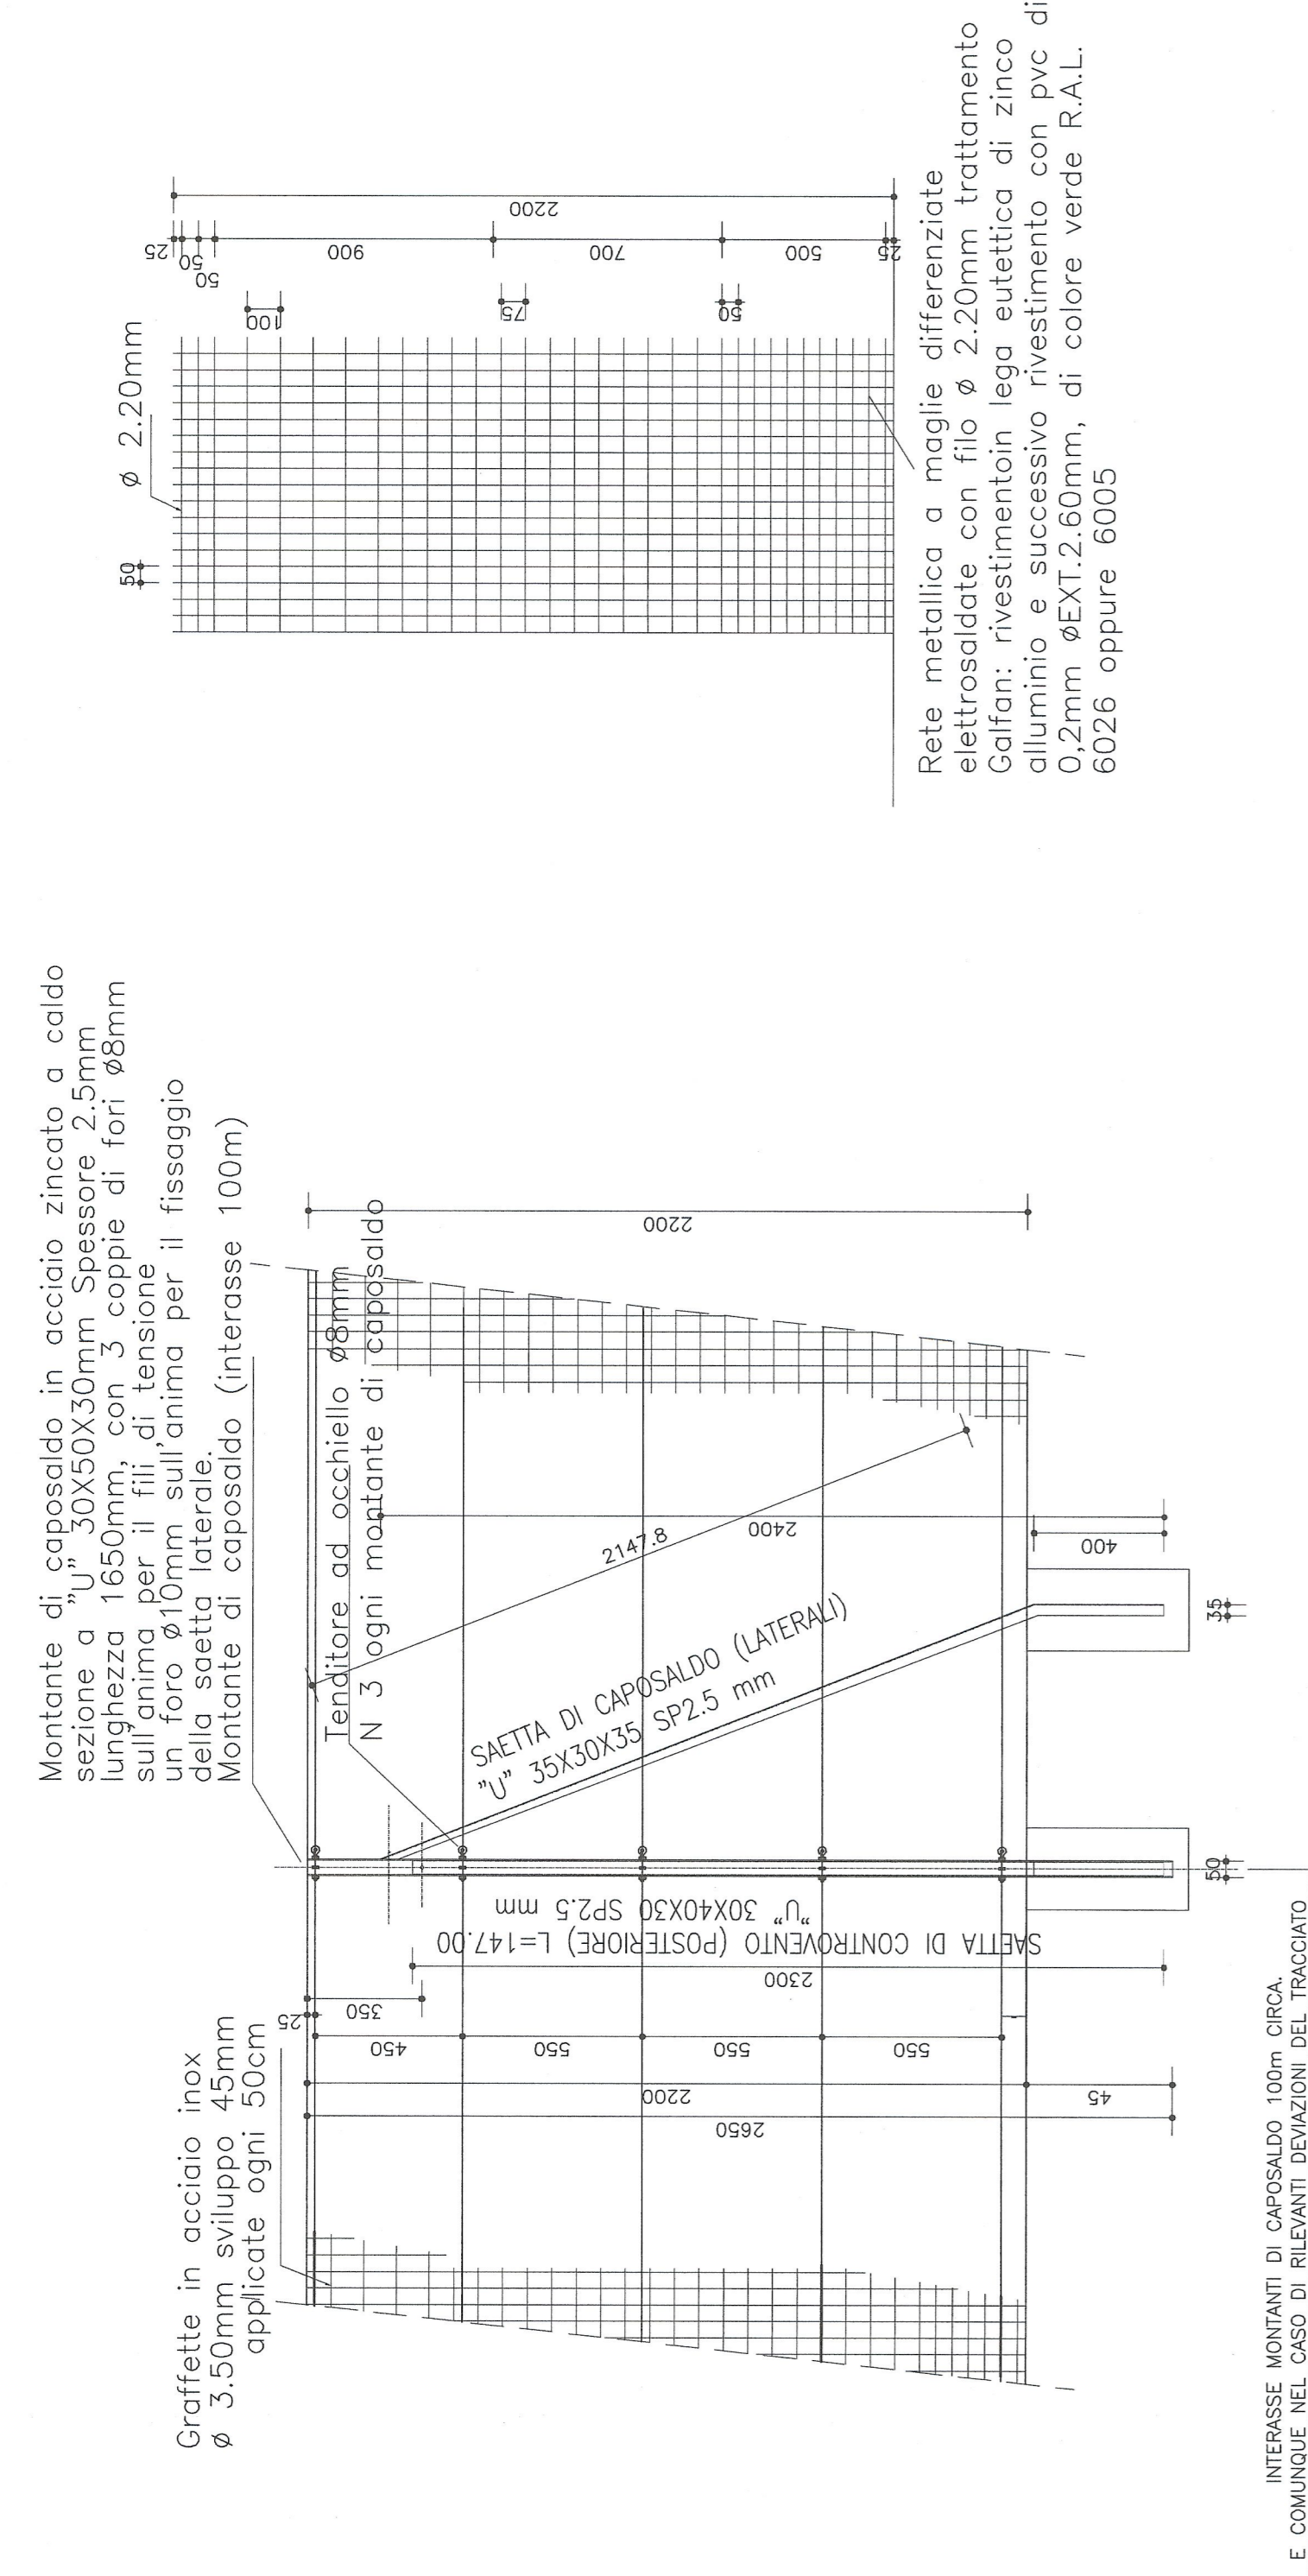 Graffette in acciaio inox
ø 3.50mm sviluppo 45mm
applicate ogni 50cm
Montante di caposaldo in acciaio zincato a caldo
sezione a "U" 30X50X30mm Spessore 2.5mm
lunghezza 1650mm, con 3 coppie di fori ø8mm
sull'anima per il fili di tensione
un foro ø10mm sull'anima per il fissaggio
della saetta laterale.
Montante di caposaldo (interasse 100m)
Tenditore ad occhiello ø8mm
N 3 ogni montante di caposaldo
SAETTA DI CAPOSALDO (LATERALI)
"U" 35X30X35 SP2.5 mm
SAETTA DI CONTROVENTO (POSTERIORE) L=147.00
"U" 30X40X30 SP2.5 mm
2147.8
2200
2400
400
35
50
2300
350
25
450
550
550
550
2200
45
2650
INTERASSE MONTANTI DI CAPOSALDO 100m CIRCA.
E COMUNQUE NEL CASO DI RILEVANTI DEVIAZIONI DEL TRACCIATO
50
ø 2.20mm
100
75
50
25
50
50
900
700
500
25
2200
Rete metallica a maglie differenziate
elettrosaldate con filo ø 2.20mm trattamento
Galfan: rivestimentoin lega eutettica di zinco
alluminio e successivo rivestimento con pvc di
0,2mm øEXT.2.60mm, di colore verde R.A.L.
6026 oppure 6005